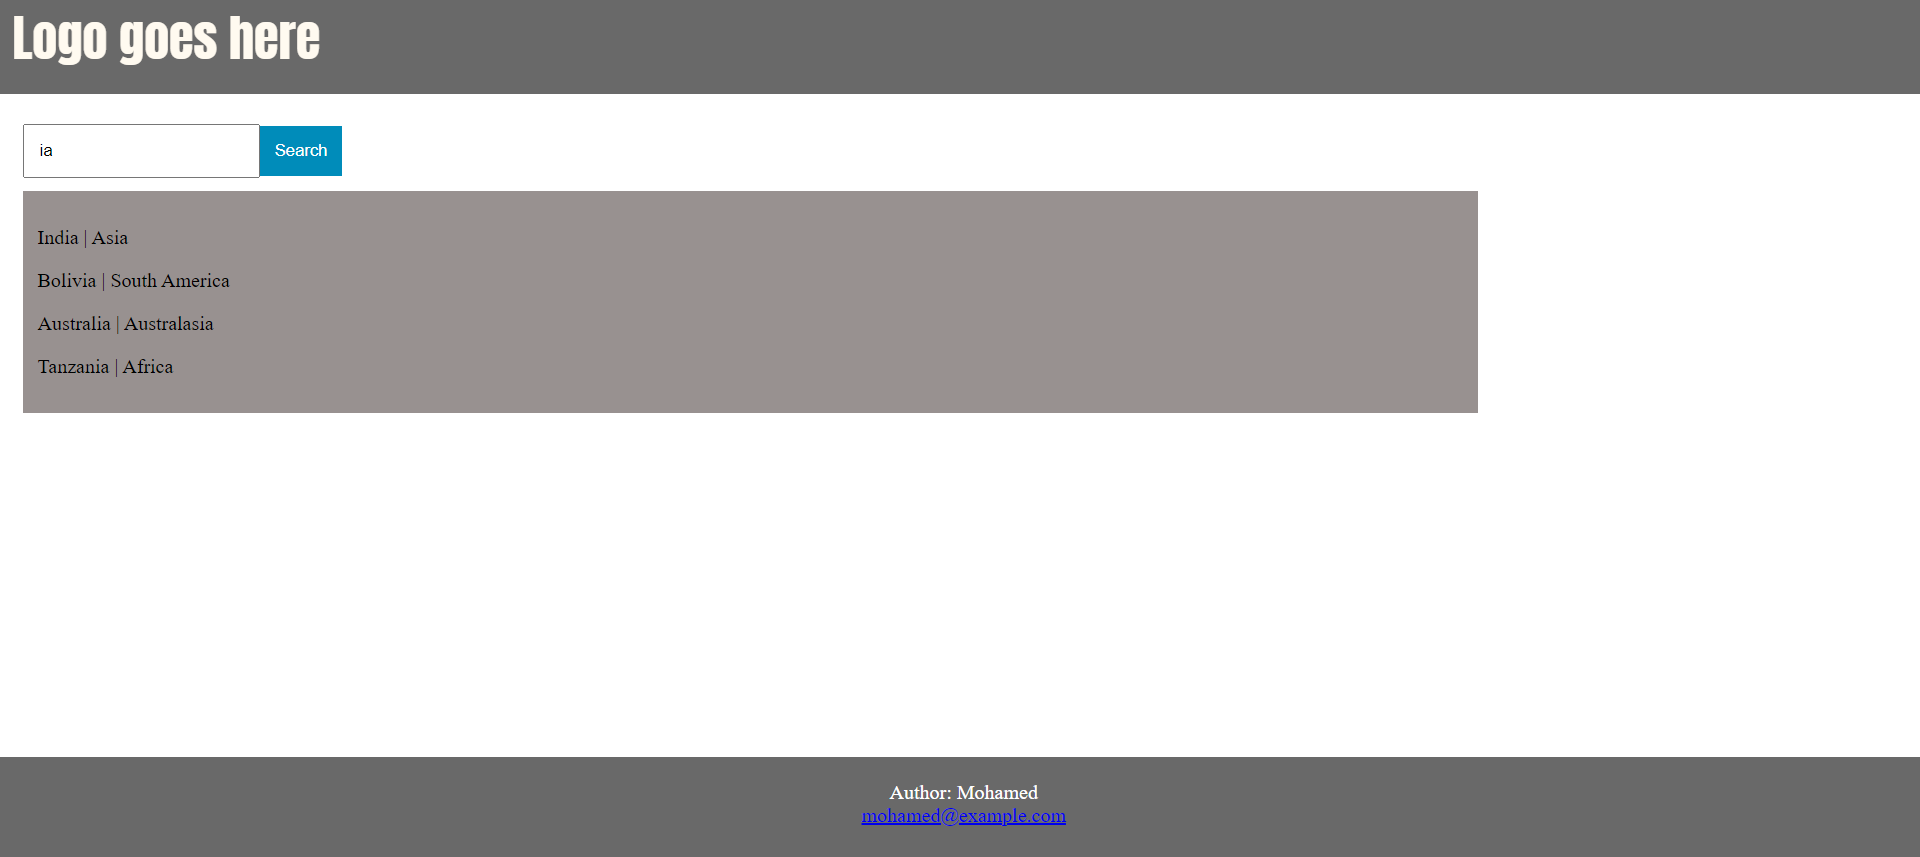 Logo goes here
ia
Search
India | Asia
Bolivia | South America
Australia | Australasia
Tanzania | Africa
Author: Mohamed
mohamed@example.com